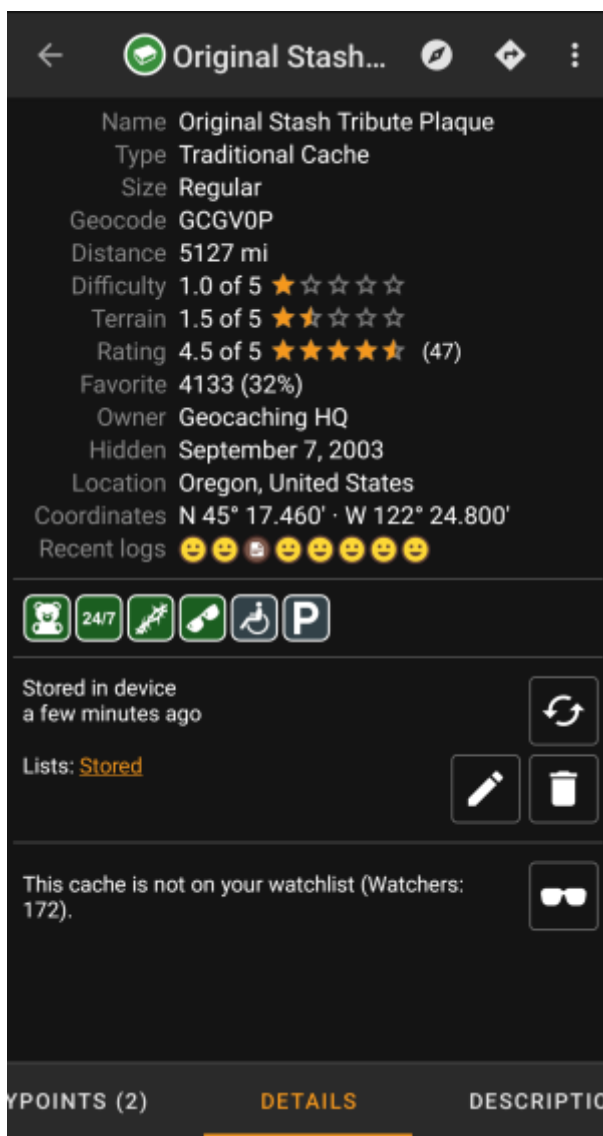 Original Stash...
Name Original Stash Tribute Plaque
Type Traditional Cache
Size Regular
Geocode GCGV0P
Distance 5127 mi
Difficulty 1.0 of 5
Terrain 1.5 of 5
Rating 4.5 of 5 (47)
Favorite 4133 (32%)
Owner Geocaching HQ
Hidden September 7, 2003
Location Oregon, United States
Coordinates N 45° 17.460' · W 122° 24.800'
Recent logs
24/7 P
Stored in device
a few minutes ago
Lists: Stored
This cache is not on your watchlist (Watchers:
172).
YPOINTS (2) DETAILS DESCRIPTIO